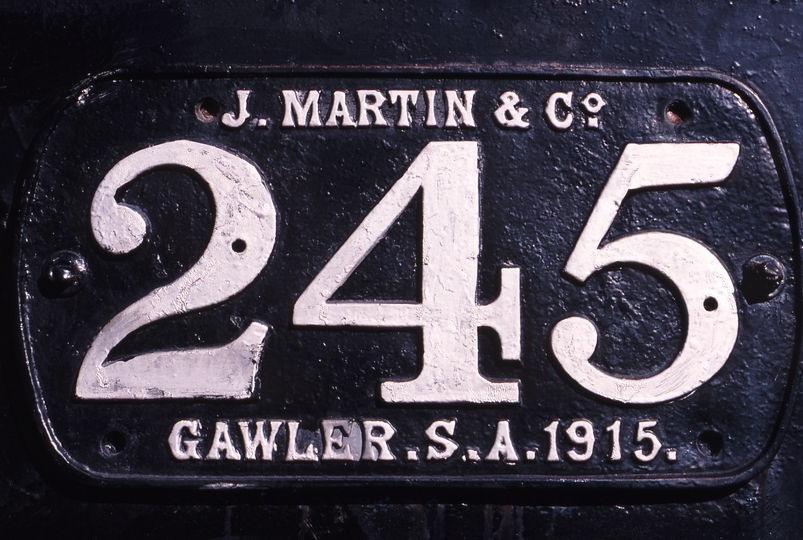 J. MARTIN & Cº.
245
GAWLER.S.A.1915.